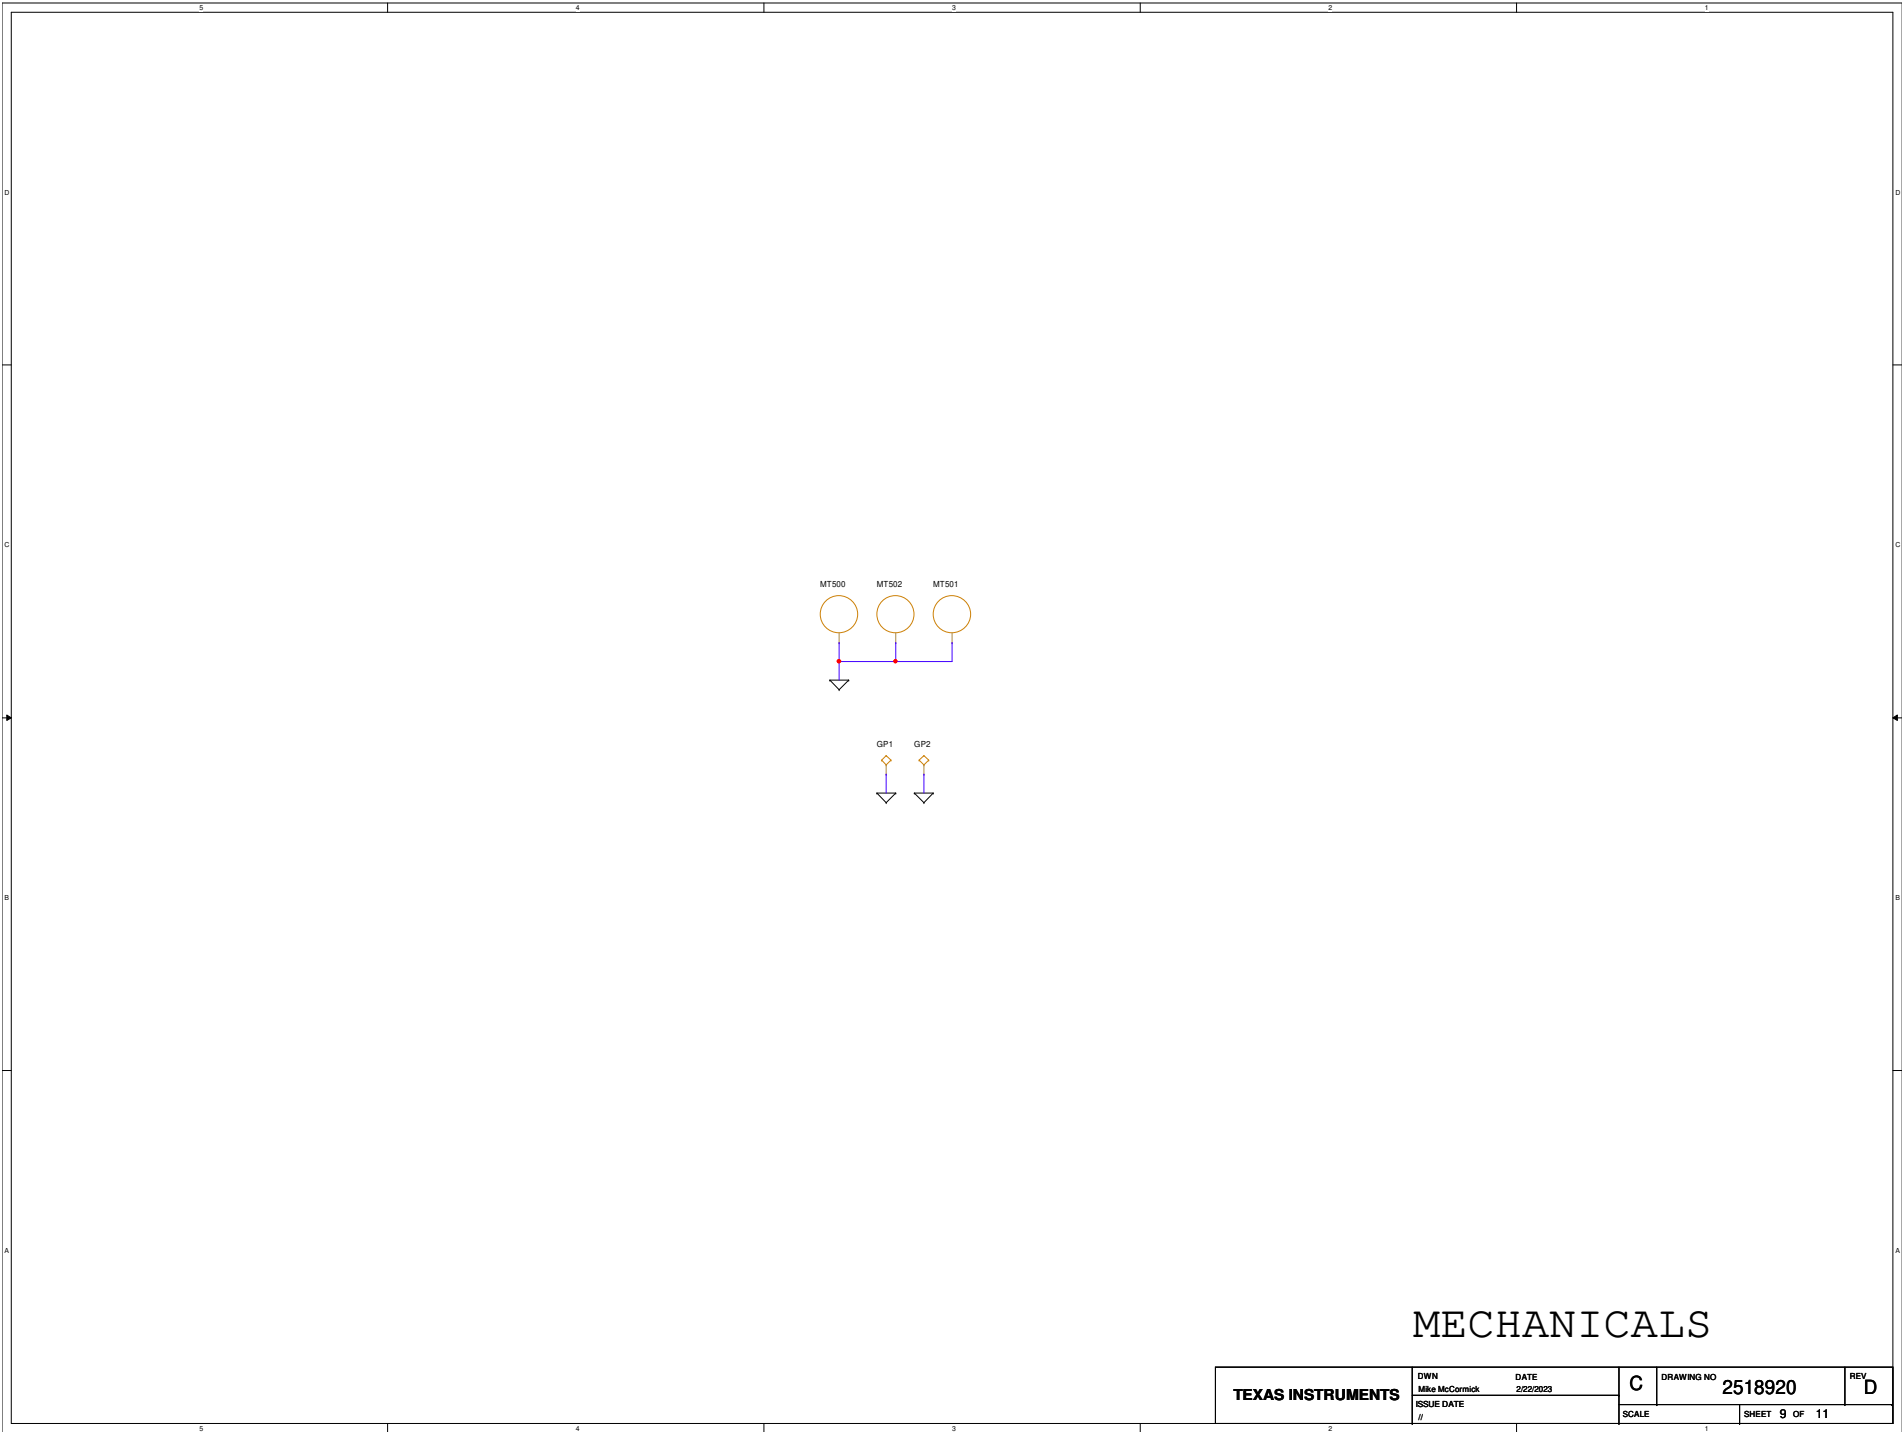 5 4 3 2 1
D D
C C
MT500 MT502 MT501
GP1 GP2
B B
A A
MECHANICALS
TEXAS INSTRUMENTS
DWN DATE
Mike McCormick 2/22/2023
ISSUE DATE
//
C
DRAWING NO 2518920
REV D
SCALE
SHEET 9 OF 11
5 4 3 2 1